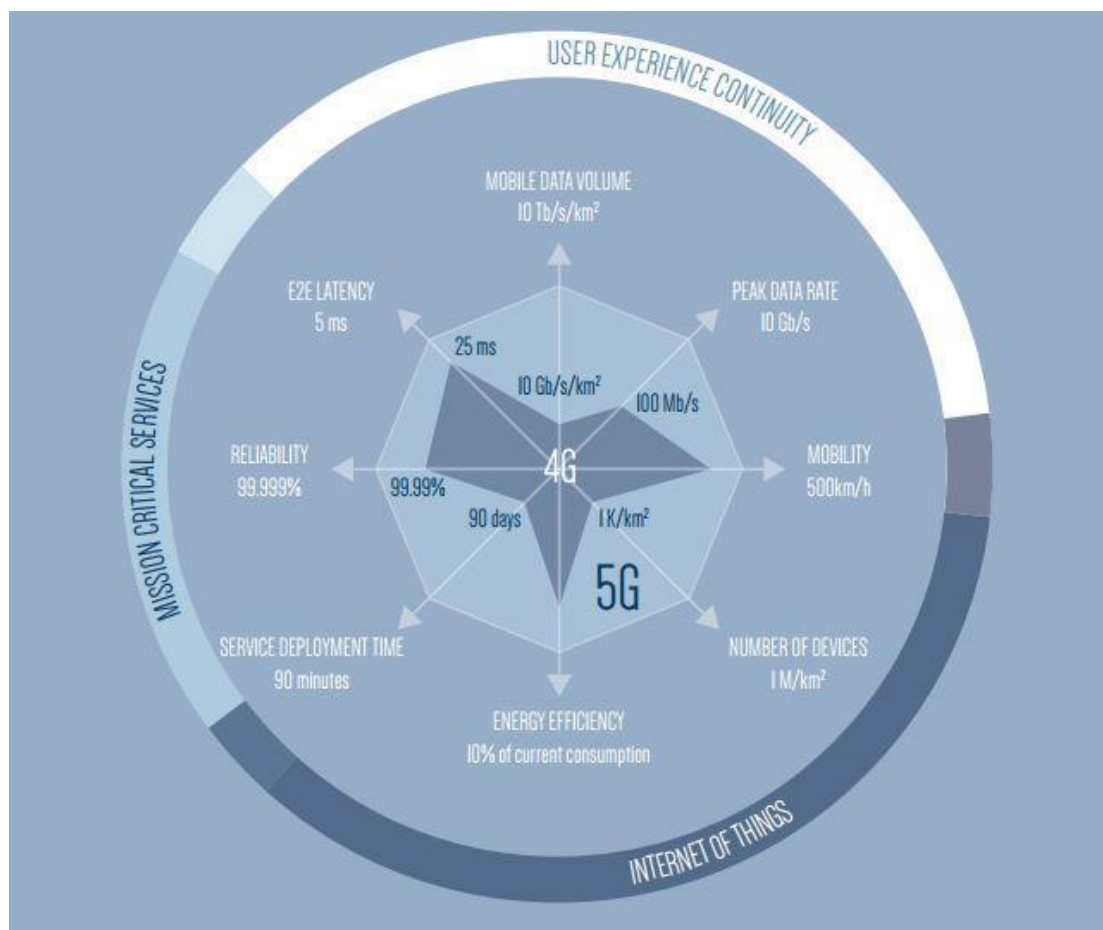 USER EXPERIENCE CONTINUITY
MOBILE DATA VOLUME
10 Tb/s/km²
E2E LATENCY
5 ms
PEAK DATA RATE
10 Gb/s
25 ms
10 Gb/s/km²
100 Mb/s
RELIABILITY
99.999%
4G
MOBILITY
500km/h
99.99%
90 days
1 K/km²
5G
SERVICE DEPLOYMENT TIME
90 minutes
NUMBER OF DEVICES
1 M/km²
ENERGY EFFICIENCY
10% of current consumption
MISSION CRITICAL SERVICES
INTERNET OF THINGS